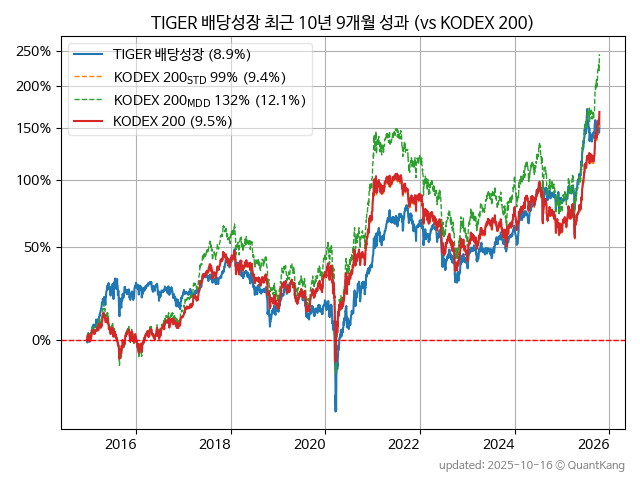 TIGER 배당성장 최근 10년 9개월 성과 (vs KODEX 200)
TIGER 배당성장 (8.9%)
KODEX 200STD 99% (9.4%)
KODEX 200MDD 132% (12.1%)
KODEX 200 (9.5%)
250%
200%
150%
100%
50%
0%
2016 2018 2020 2022 2024 2026
updated: 2025-10-16 © QuantKang